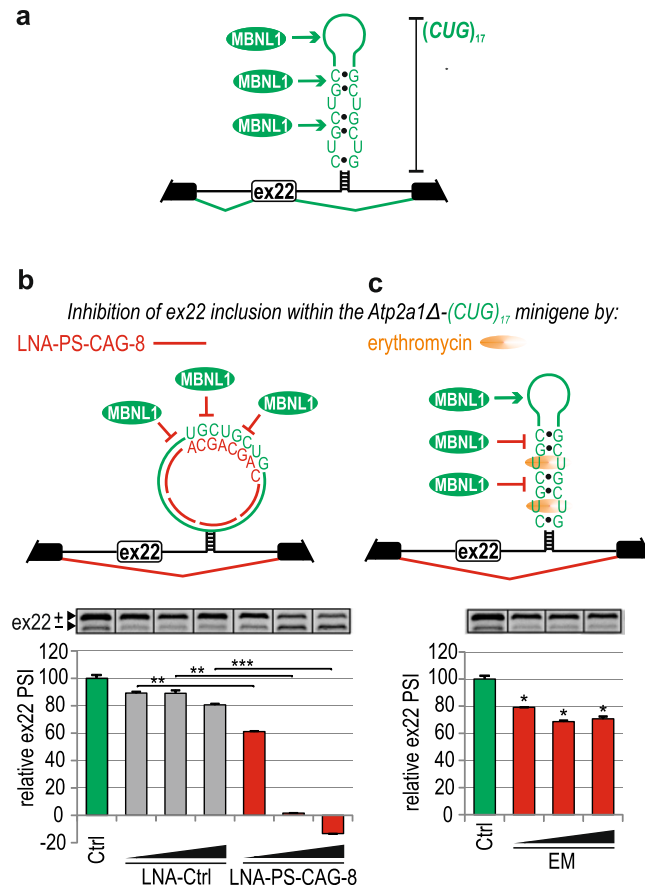 a
MBNL1
MBNL1
MBNL1
(CUG)17
C G
G C
U U
C G
G C
U U
C G
ex22
b
c
Inhibition of ex22 inclusion within the Atp2a1Δ-(CUG)17 minigene by:
LNA-PS-CAG-8
erythromycin
MBNL1
MBNL1
MBNL1
UGCUGCUG
ACGACGAC
ex22
MBNL1
MBNL1
MBNL1
C G
G C
U U
C G
G C
U U
C G
ex22
ex22 + −
relative ex22 PSI
120
100
80
60
40
20
0
-20
** ** ***
Ctrl
LNA-Ctrl
LNA-PS-CAG-8
relative ex22 PSI
120
100
80
60
40
20
0
* * *
Ctrl
EM